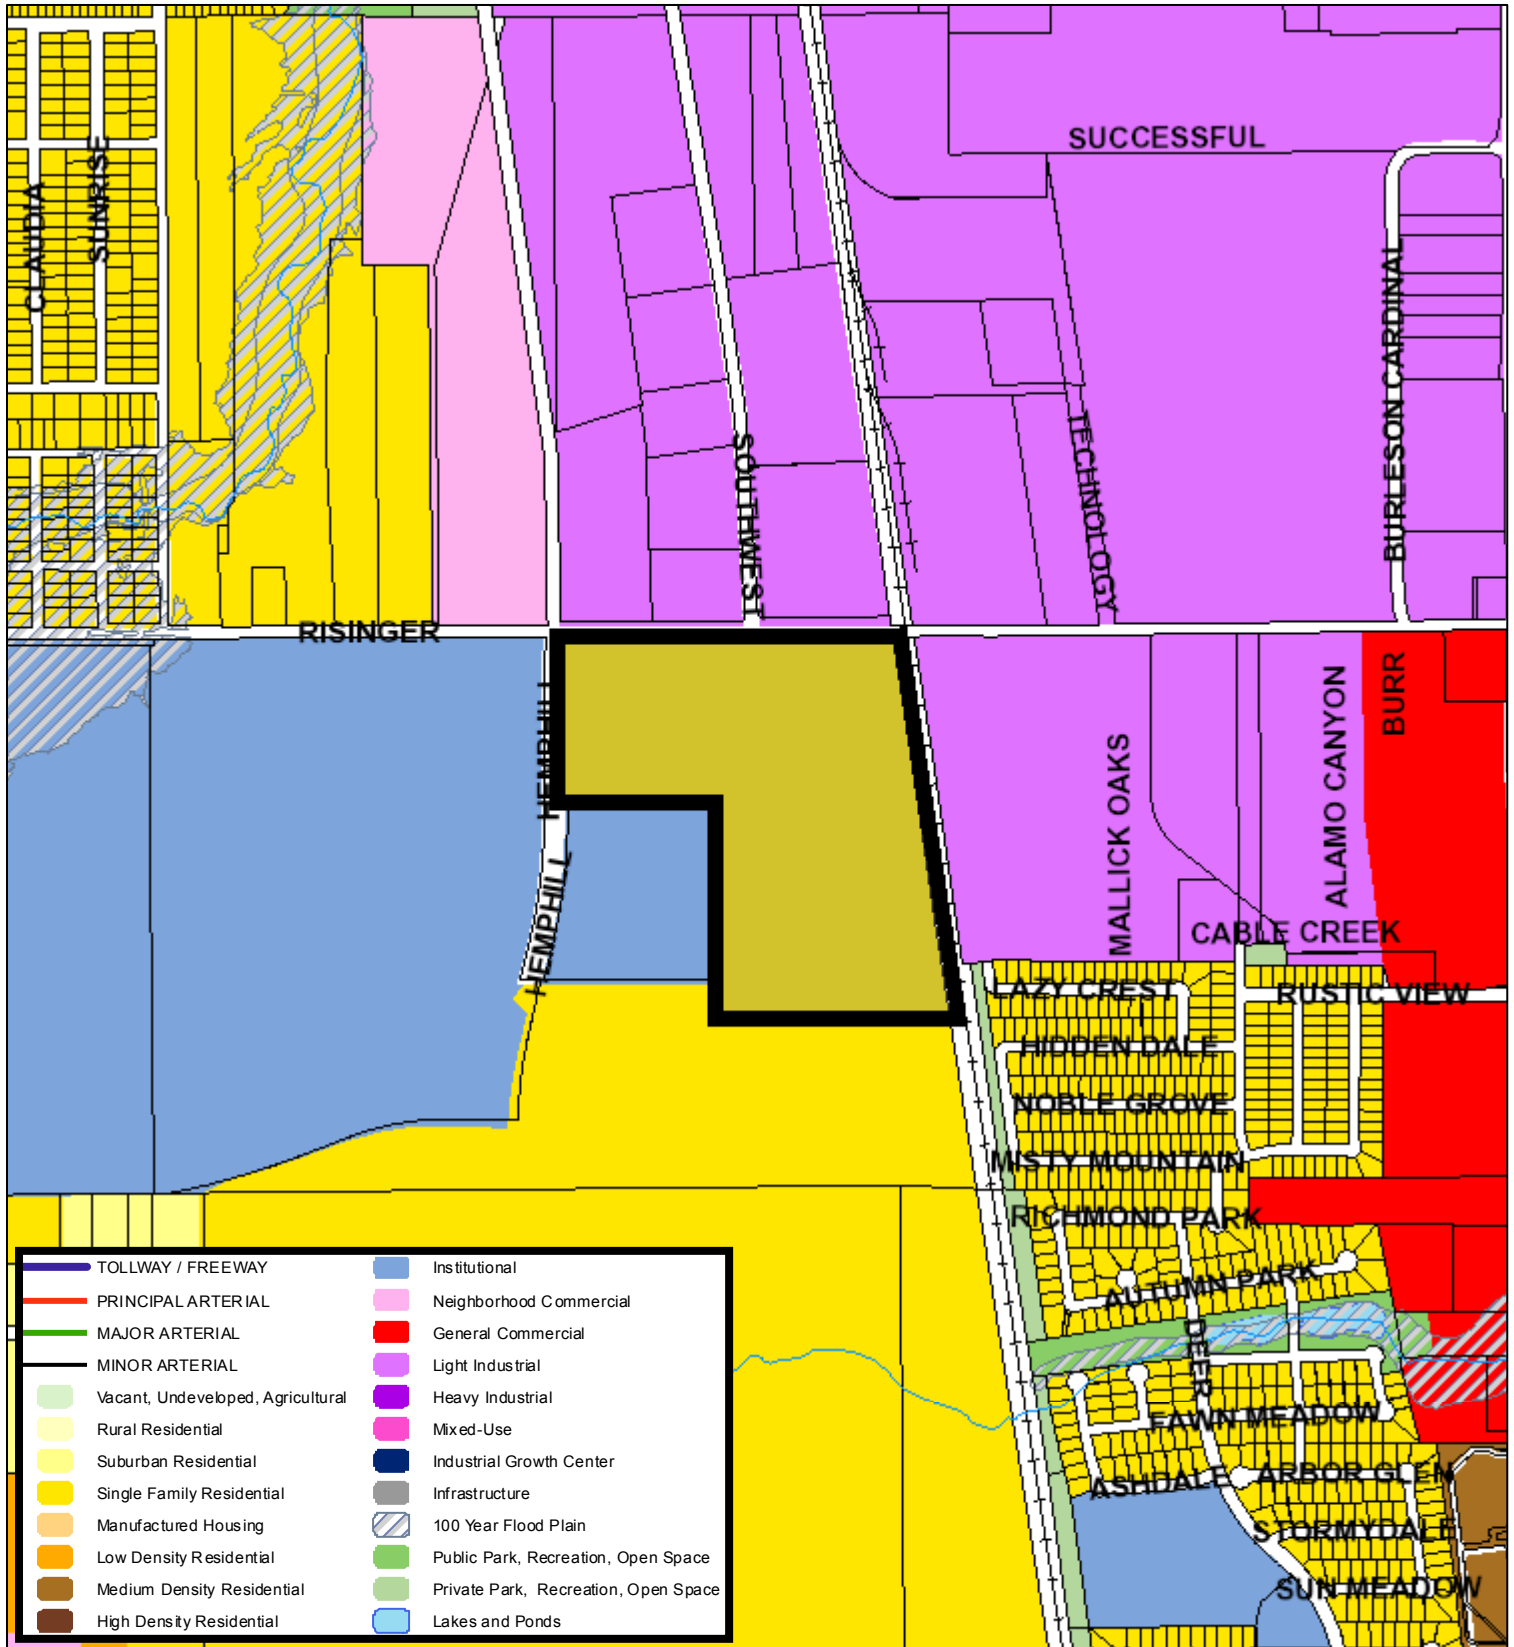 SUCCESSFUL
CLAUDIA
SUNRISE
BURLESON CARDINAL
TECHNOLOGY
SOUTHWEST
RISINGER
HEMPHILL
HEMPHILL
MALLICK OAKS
ALAMO CANYON
BURR
CABLE CREEK
LAZY CREST
RUSTIC VIEW
HIDDEN DALE
NOBLE GROVE
MISTY MOUNTAIN
RICHMOND PARK
AUTUMN PARK
DEER
FAWN MEADOW
ASHDALE
ARBOR GLEN
STORMYDALE
SUN MEADOW
TOLLWAY / FREEWAY
PRINCIPAL ARTERIAL
MAJOR ARTERIAL
MINOR ARTERIAL
Vacant, Undeveloped, Agricultural
Rural Residential
Suburban Residential
Single Family Residential
Manufactured Housing
Low Density Residential
Medium Density Residential
High Density Residential
Institutional
Neighborhood Commercial
General Commercial
Light Industrial
Heavy Industrial
Mixed-Use
Industrial Growth Center
Infrastructure
100 Year Flood Plain
Public Park, Recreation, Open Space
Private Park, Recreation, Open Space
Lakes and Ponds